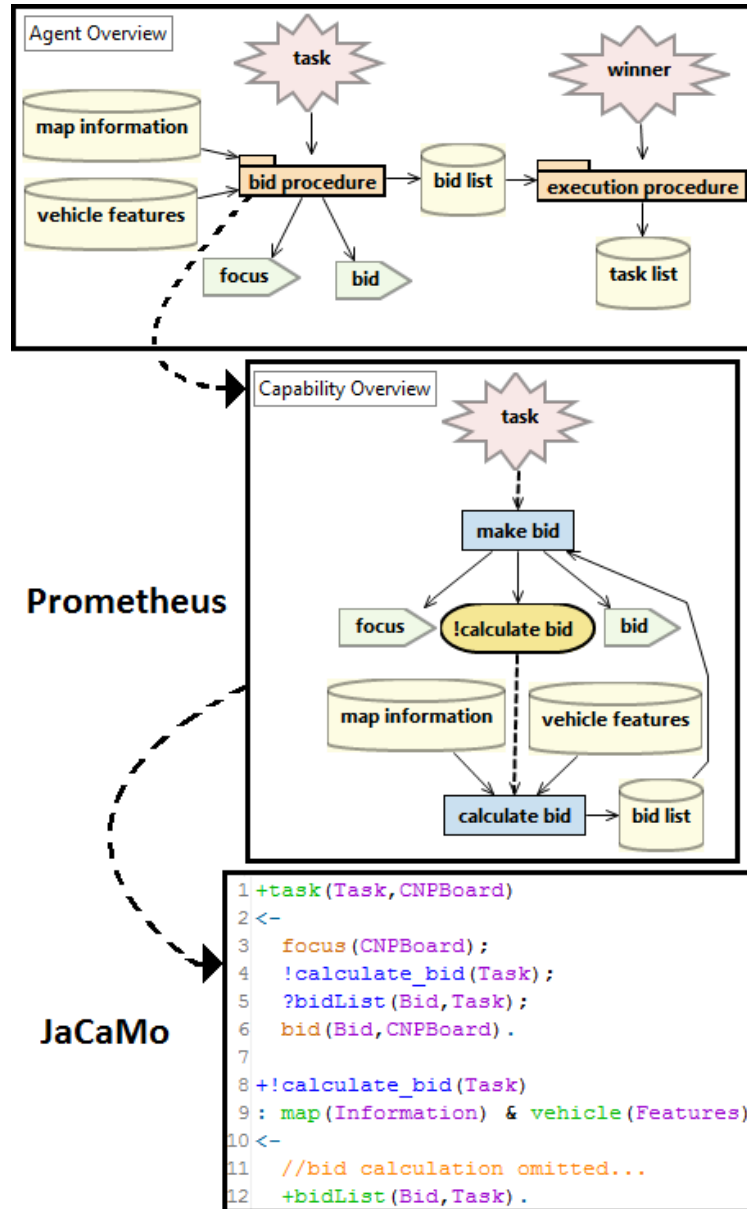 Agent Overview
task
winner
map information
vehicle features
bid procedure
bid list
execution procedure
focus
bid
task list
Capability Overview
task
make bid
Prometheus
focus
!calculate bid
bid
map information
vehicle features
calculate bid
bid list
JaCaMo
1 +task(Task,CNPBoard)
2 <-
3 focus(CNPBoard);
4 !calculate_bid(Task);
5 ?bidList(Bid,Task);
6 bid(Bid,CNPBoard).
7
8 +!calculate_bid(Task)
9 : map(Information) & vehicle(Features)
10 <-
11 //bid calculation omitted...
12 +bidList(Bid,Task).